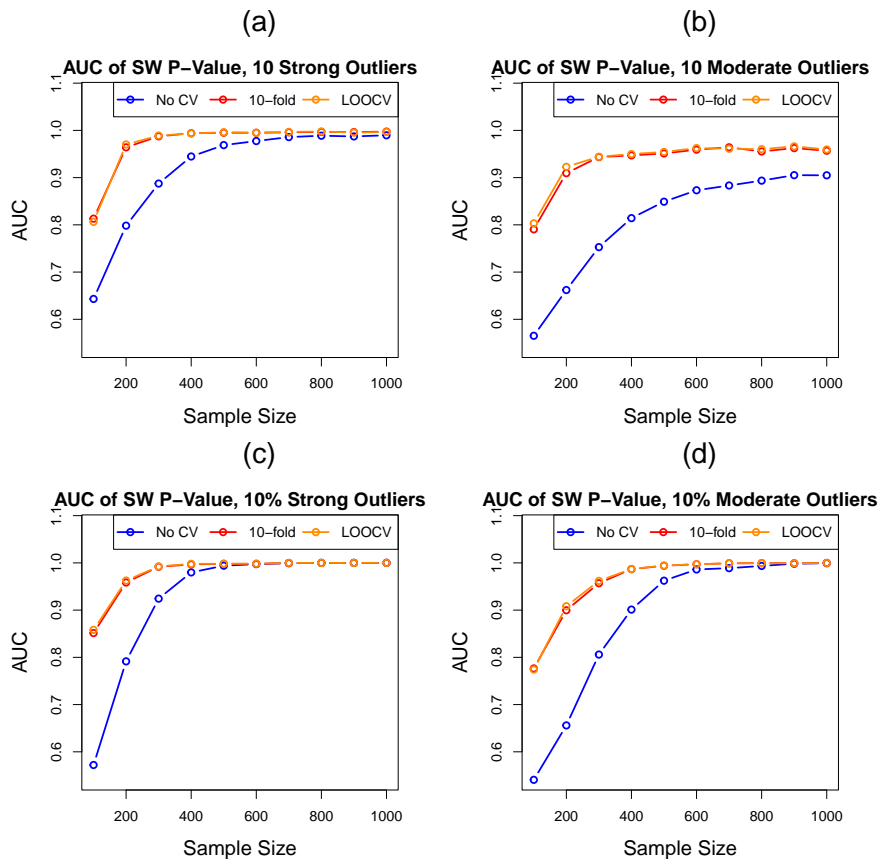 (a)
AUC of SW P−Value, 10 Strong Outliers
No CV 10−fold LOOCV
AUC
0.6 0.7 0.8 0.9 1.0 1.1
200 400 600 800 1000
Sample Size
(b)
AUC of SW P−Value, 10 Moderate Outliers
No CV 10−fold LOOCV
AUC
0.6 0.7 0.8 0.9 1.0 1.1
200 400 600 800 1000
Sample Size
(c)
AUC of SW P−Value, 10% Strong Outliers
No CV 10−fold LOOCV
AUC
0.6 0.7 0.8 0.9 1.0 1.1
200 400 600 800 1000
Sample Size
(d)
AUC of SW P−Value, 10% Moderate Outliers
No CV 10−fold LOOCV
AUC
0.6 0.7 0.8 0.9 1.0 1.1
200 400 600 800 1000
Sample Size